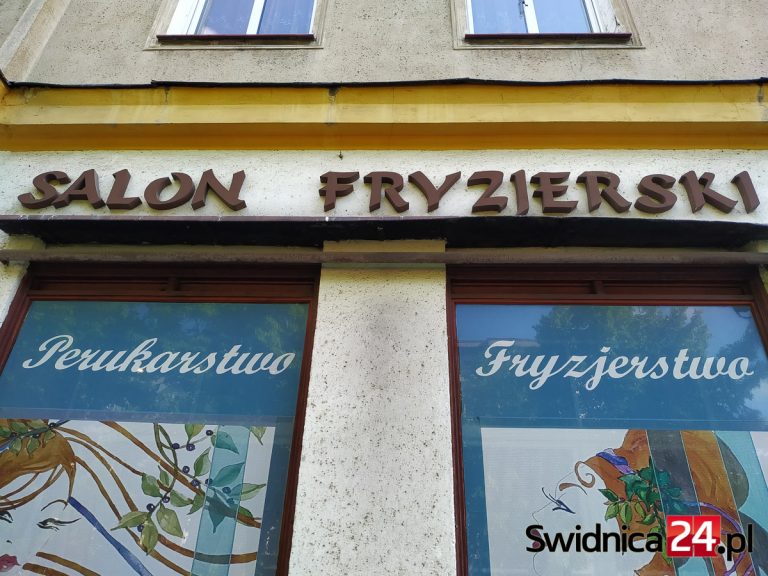 SALON FRYZJERSKI
Perukarstwo
Fryzjerstwo
Swidnica24.pl